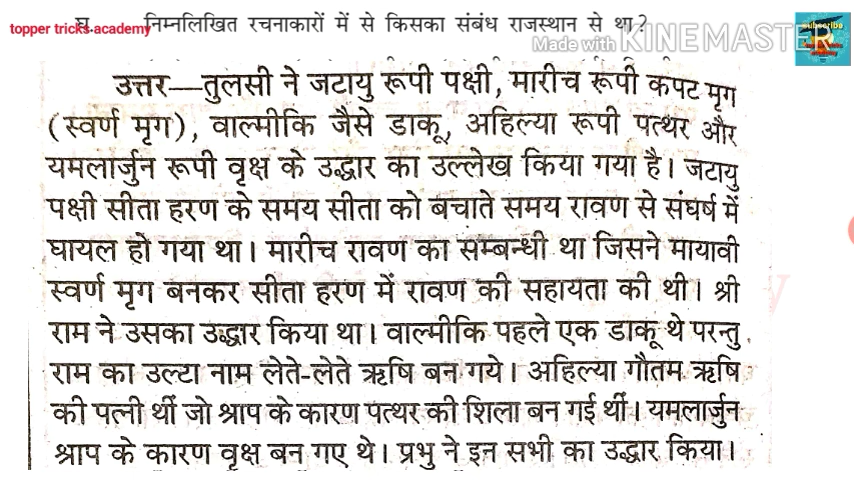 घ निम्नलिखित रचनाकारों में से किसका संबंध राजस्थान से था?
topper tricks academy
Made with KINEMASTER
subscribe
उत्तर—तुलसी ने जटायु रूपी पक्षी, मारीच रूपी कपट मृग
(स्वर्ण मृग), वाल्मीकि जैसे डाकू, अहिल्या रूपी पत्थर और
यमलार्जुन रूपी वृक्ष के उद्धार का उल्लेख किया गया है। जटायु
पक्षी सीता हरण के समय सीता को बचाते समय रावण से संघर्ष में
घायल हो गया था। मारीच रावण का सम्बन्धी था जिसने मायावी
स्वर्ण मृग बनकर सीता हरण में रावण की सहायता की थी। श्री
राम ने उसका उद्धार किया था। वाल्मीकि पहले एक डाकू थे परन्तु
राम का उल्टा नाम लेते-लेते ऋषि बन गये। अहिल्या गौतम ऋषि
की पत्नी थीं जो श्राप के कारण पत्थर की शिला बन गई थीं। यमलार्जुन
श्राप के कारण वृक्ष बन गए थे। प्रभु ने इन सभी का उद्धार किया।